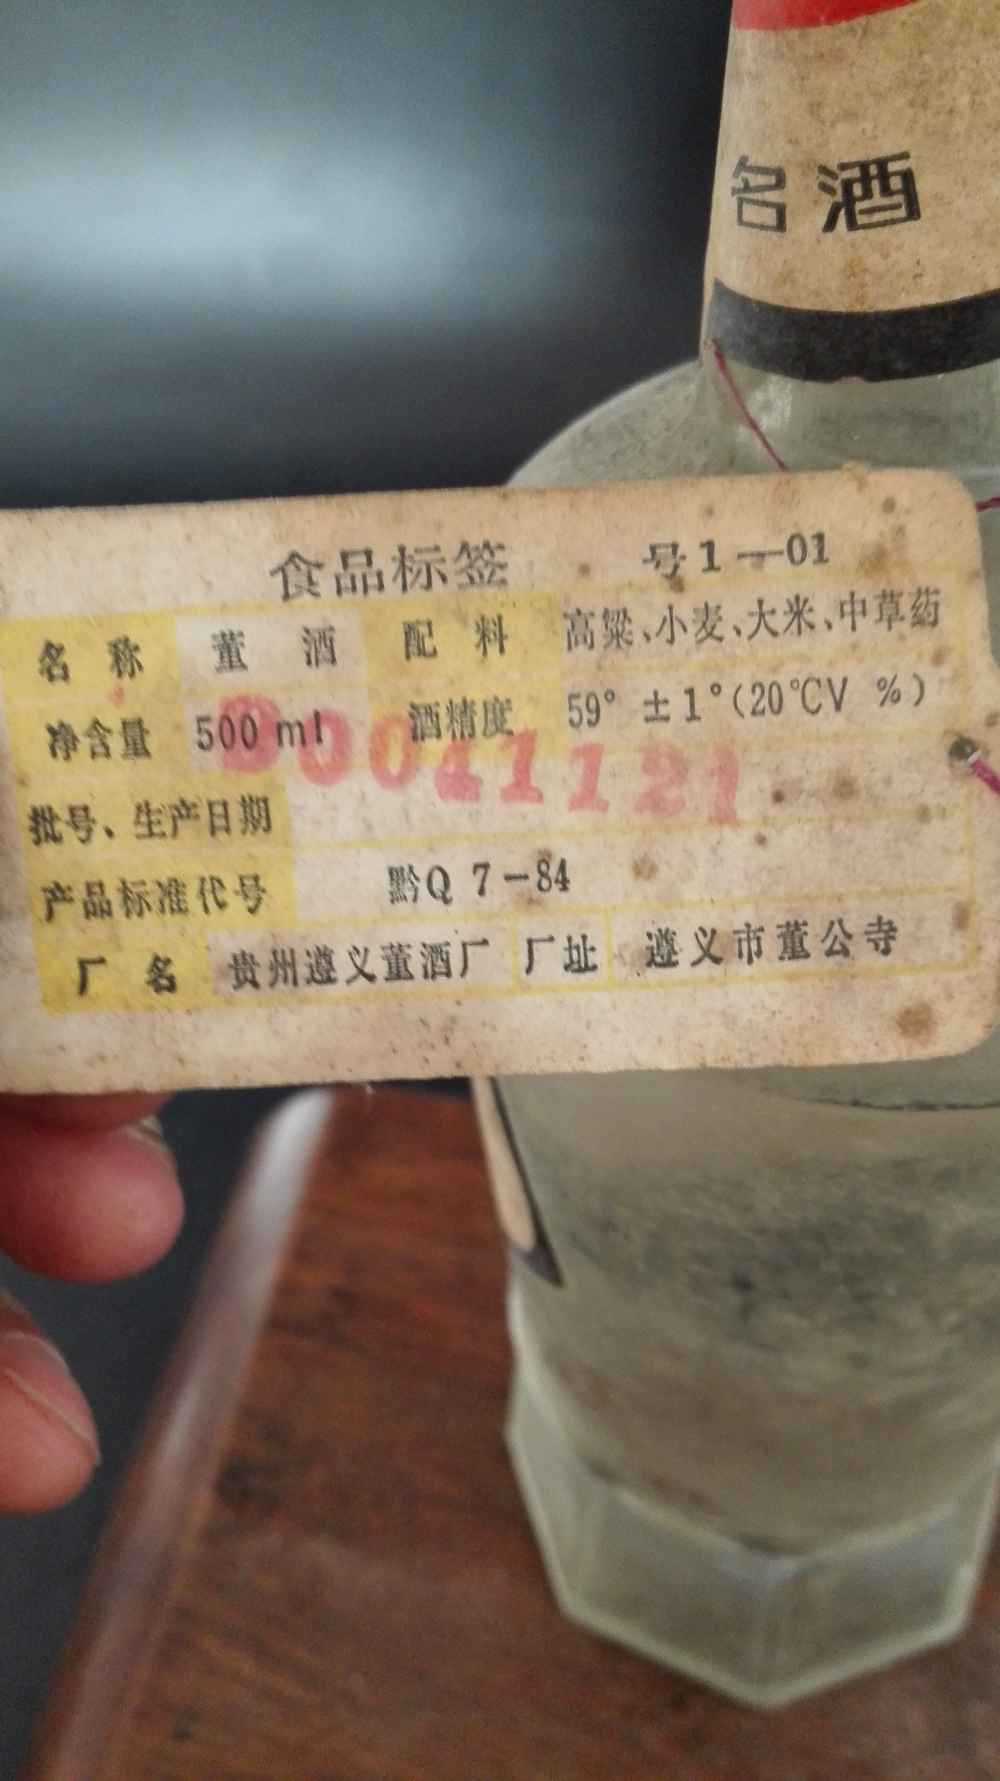 名酒
食品标签 号1—01
名称 董酒 配料 高粱、小麦、大米、中草药
净含量 500ml 酒精度 59°±1°(20℃V %)
0041121
批号、生产日期
产品标准代号 黔Q 7-84
厂名 贵州遵义董酒厂 厂址 遵义市董公寺